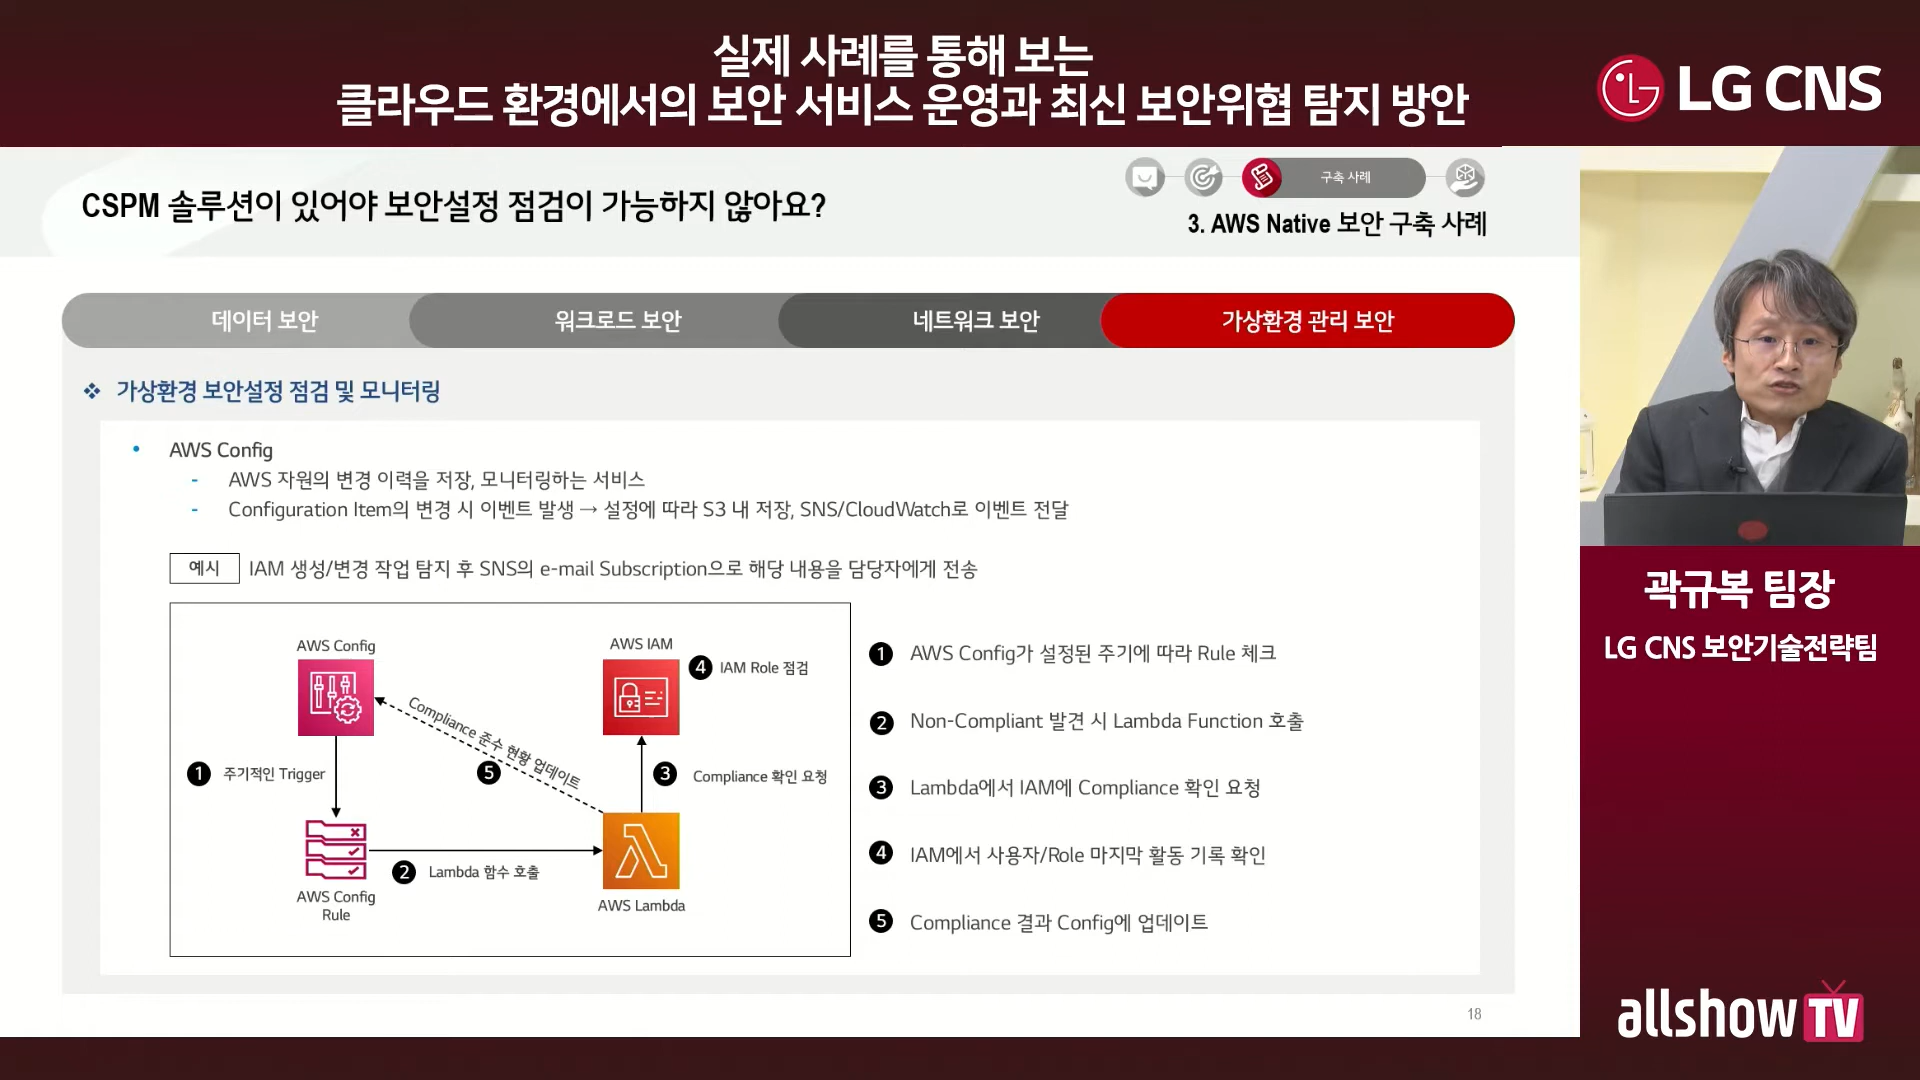 실제 사례를 통해 보는
클라우드 환경에서의 보안 서비스 운영과 최신 보안위협 탐지 방안
LG CNS
CSPM 솔루션이 있어야 보안설정 점검이 가능하지 않아요?
구축 사례
3. AWS Native 보안 구축 사례
데이터 보안
워크로드 보안
네트워크 보안
가상환경 관리 보안
❖ 가상환경 보안설정 점검 및 모니터링
• AWS Config
- AWS 자원의 변경 이력을 저장, 모니터링하는 서비스
- Configuration Item의 변경 시 이벤트 발생 → 설정에 따라 S3 내 저장, SNS/CloudWatch로 이벤트 전달
예시 IAM 생성/변경 작업 탐지 후 SNS의 e-mail Subscription으로 해당 내용을 담당자에게 전송
AWS Config
AWS IAM
4 IAM Role 점검
Compliance 준수 현황 업데이트
5
1 주기적인 Trigger
3 Compliance 확인 요청
2 Lambda 함수 호출
AWS Config
Rule
AWS Lambda
1 AWS Config가 설정된 주기에 따라 Rule 체크
2 Non-Compliant 발견 시 Lambda Function 호출
3 Lambda에서 IAM에 Compliance 확인 요청
4 IAM에서 사용자/Role 마지막 활동 기록 확인
5 Compliance 결과 Config에 업데이트
18
곽규복 팀장
LG CNS 보안기술전략팀
allshow TV